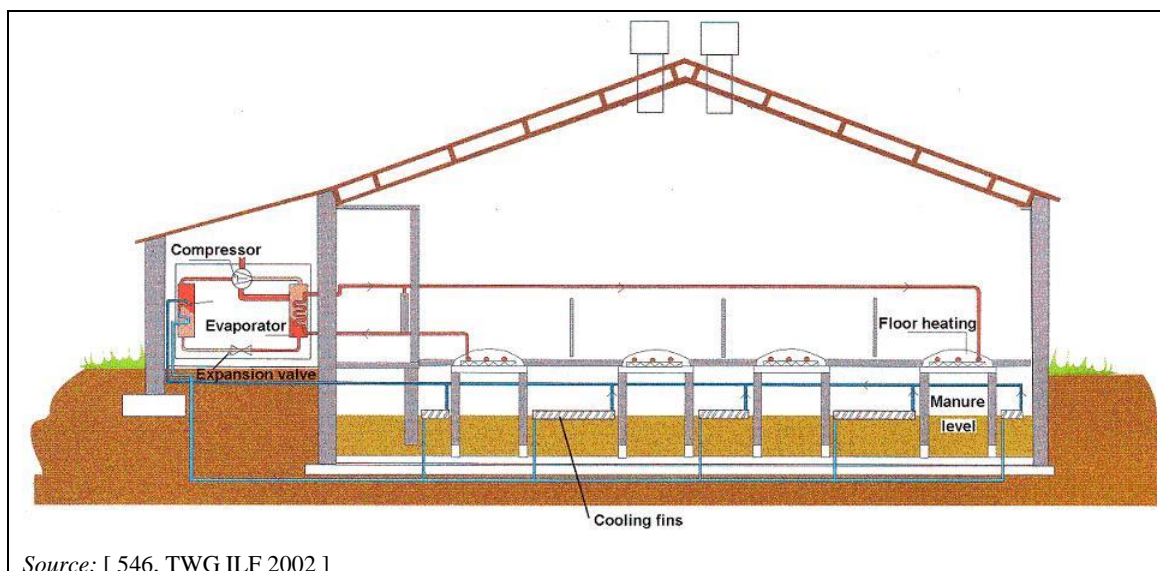 Compressor
Evaporator
Floor heating
Expansion valve
Manure
level
Cooling fins
Source: [ 546, TWG ILF 2002 ]